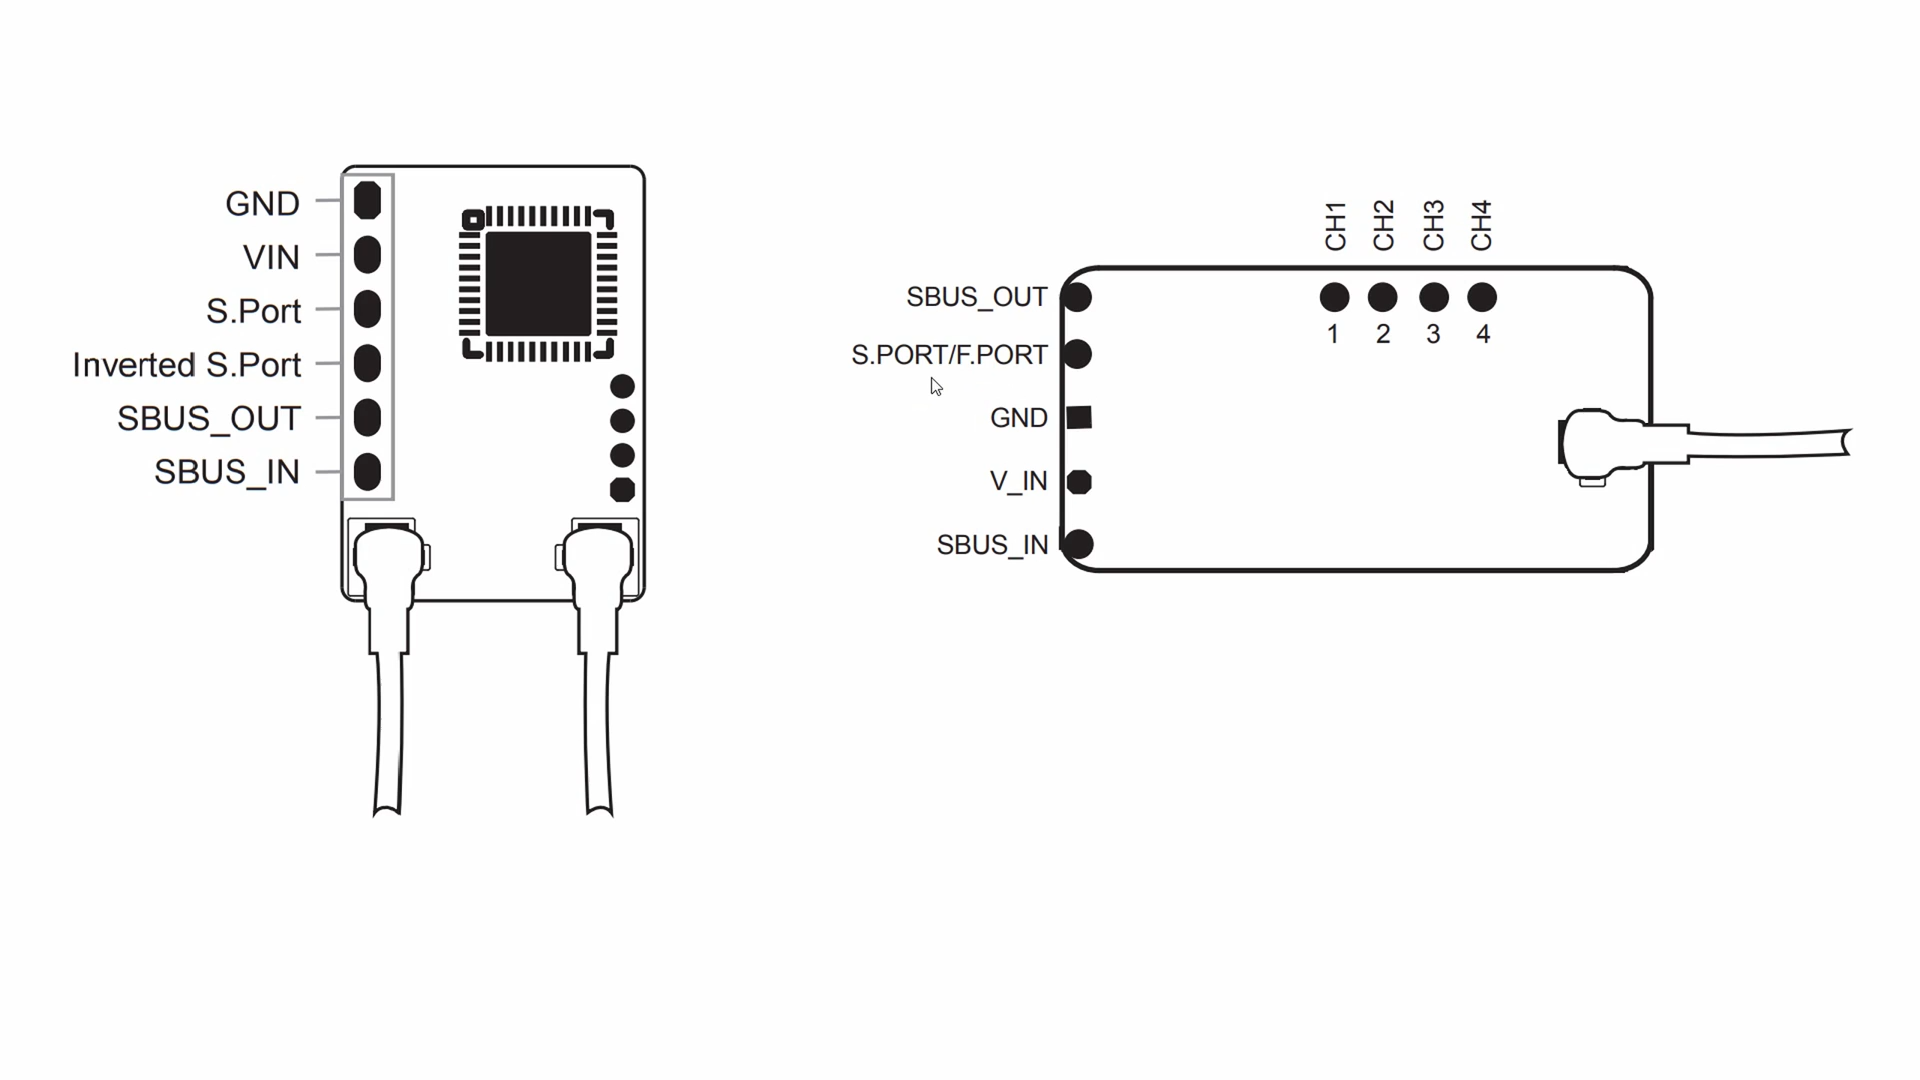 GND
VIN
S.Port
Inverted S.Port
SBUS_OUT
SBUS_IN
CH1 CH2 CH3 CH4
SBUS_OUT
1 2 3 4
S.PORT/F.PORT
GND
V_IN
SBUS_IN